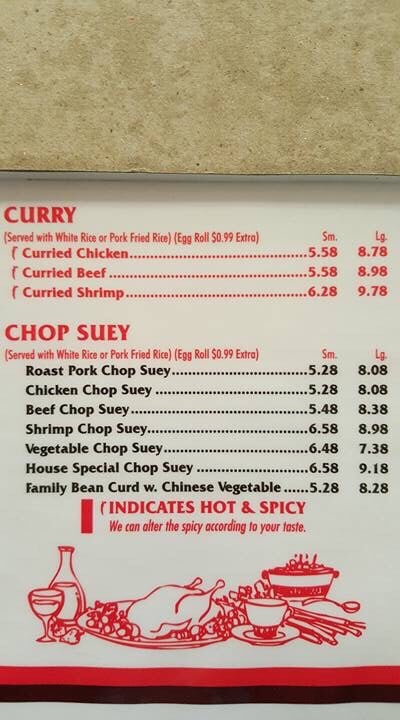 CURRY
(Served with White Rice or Pork Fried Rice) (Egg Roll $0.99 Extra) Sm. Lg.
Curried Chicken..........................................5.58 8.78
Curried Beef..............................................5.58 8.98
Curried Shrimp..........................................6.28 9.78
CHOP SUEY
(Served with White Rice or Pork Fried Rice) (Egg Roll $0.99 Extra) Sm. Lg.
Roast Pork Chop Suey...............................5.28 8.08
Chicken Chop Suey ...................................5.28 8.08
Beef Chop Suey.........................................5.48 8.38
Shrimp Chop Suey.....................................6.58 8.98
Vegetable Chop Suey.................................6.48 7.38
House Special Chop Suey .........................6.58 9.18
Family Bean Curd w. Chinese Vegetable ......5.28 8.28
INDICATES HOT & SPICY
We can alter the spicy according to your taste.